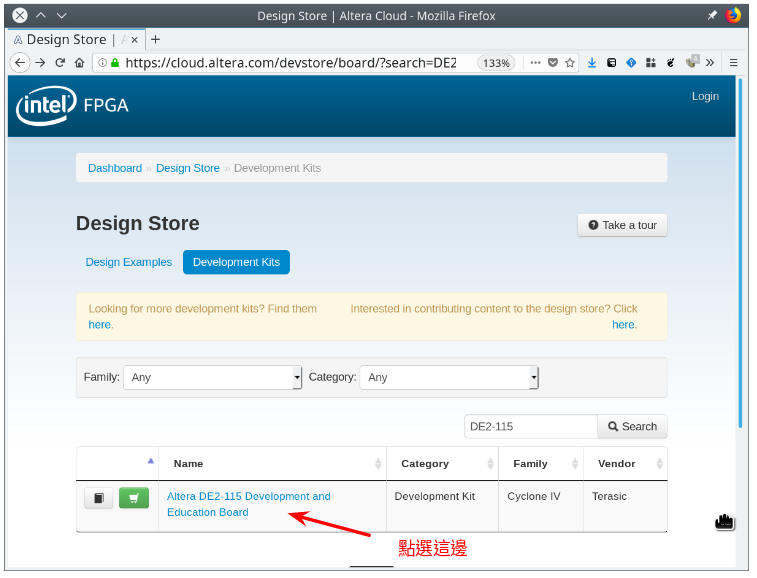 Design Store | Altera Cloud - Mozilla Firefox
Design Store | A
https://cloud.altera.com/devstore/board/?search=DE2
133%
intel FPGA
Login
Dashboard » Design Store » Development Kits
Design Store
Take a tour
Design Examples
Development Kits
Looking for more development kits? Find them
here.
Interested in contributing content to the design store? Click
here.
Family: Any
Category: Any
DE2-115
Search
Name Category Family Vendor
Altera DE2-115 Development and
Education Board
Development Kit
Cyclone IV
Terasic
點選這邊